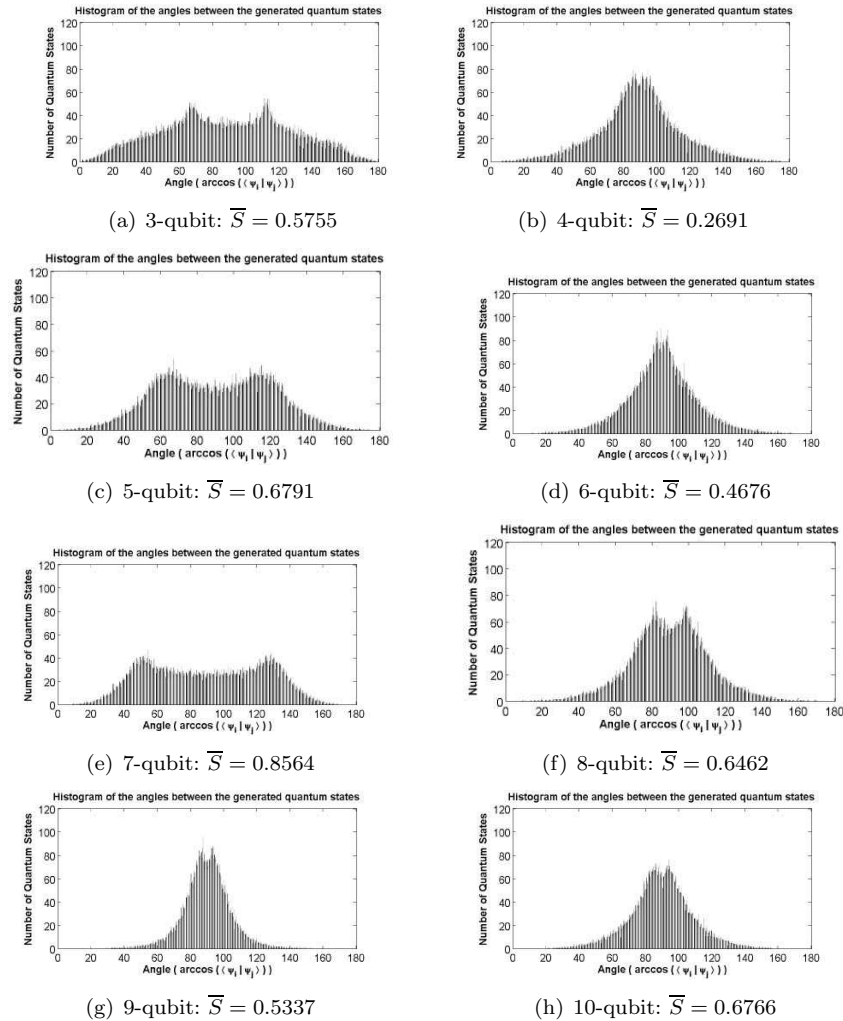 Histogram of the angles between the generated quantum states
Number of Quantum States
120
100
80
60
40
20
0
0 20 40 60 80 100 120 140 160 180
Angle ( arccos ( ⟨ ψi | ψj ⟩ ) )
(a) 3-qubit: S̅ = 0.5755
Histogram of the angles between the generated quantum states
Number of Quantum States
120
100
80
60
40
20
0
0 20 40 60 80 100 120 140 160 180
Angle ( arccos ( ⟨ ψi | ψj ⟩ ) )
(b) 4-qubit: S̅ = 0.2691
Histogram of the angles between the generated quantum states
Number of Quantum States
120
100
80
60
40
20
0
0 20 40 60 80 100 120 140 160 180
Angle ( arccos ( ⟨ ψi | ψj ⟩ ) )
(c) 5-qubit: S̅ = 0.6791
Histogram of the angles between the generated quantum states
Number of Quantum States
120
100
80
60
40
20
0
0 20 40 60 80 100 120 140 160 180
Angle ( arccos ( ⟨ ψi | ψj ⟩ ) )
(d) 6-qubit: S̅ = 0.4676
Histogram of the angles between the generated quantum states
Number of Quantum States
120
100
80
60
40
20
0
0 20 40 60 80 100 120 140 160 180
Angle ( arccos ( ⟨ ψi | ψj ⟩ ) )
(e) 7-qubit: S̅ = 0.8564
Histogram of the angles between the generated quantum states
Number of Quantum States
120
100
80
60
40
20
0
0 20 40 60 80 100 120 140 160 180
Angle ( arccos ( ⟨ ψi | ψj ⟩ ) )
(f) 8-qubit: S̅ = 0.6462
Histogram of the angles between the generated quantum states
Number of Quantum States
120
100
80
60
40
20
0
0 20 40 60 80 100 120 140 160 180
Angle ( arccos ( ⟨ ψi | ψj ⟩ ) )
(g) 9-qubit: S̅ = 0.5337
Histogram of the angles between the generated quantum states
Number of Quantum States
120
100
80
60
40
20
0
0 20 40 60 80 100 120 140 160 180
Angle ( arccos ( ⟨ ψi | ψj ⟩ ) )
(h) 10-qubit: S̅ = 0.6766